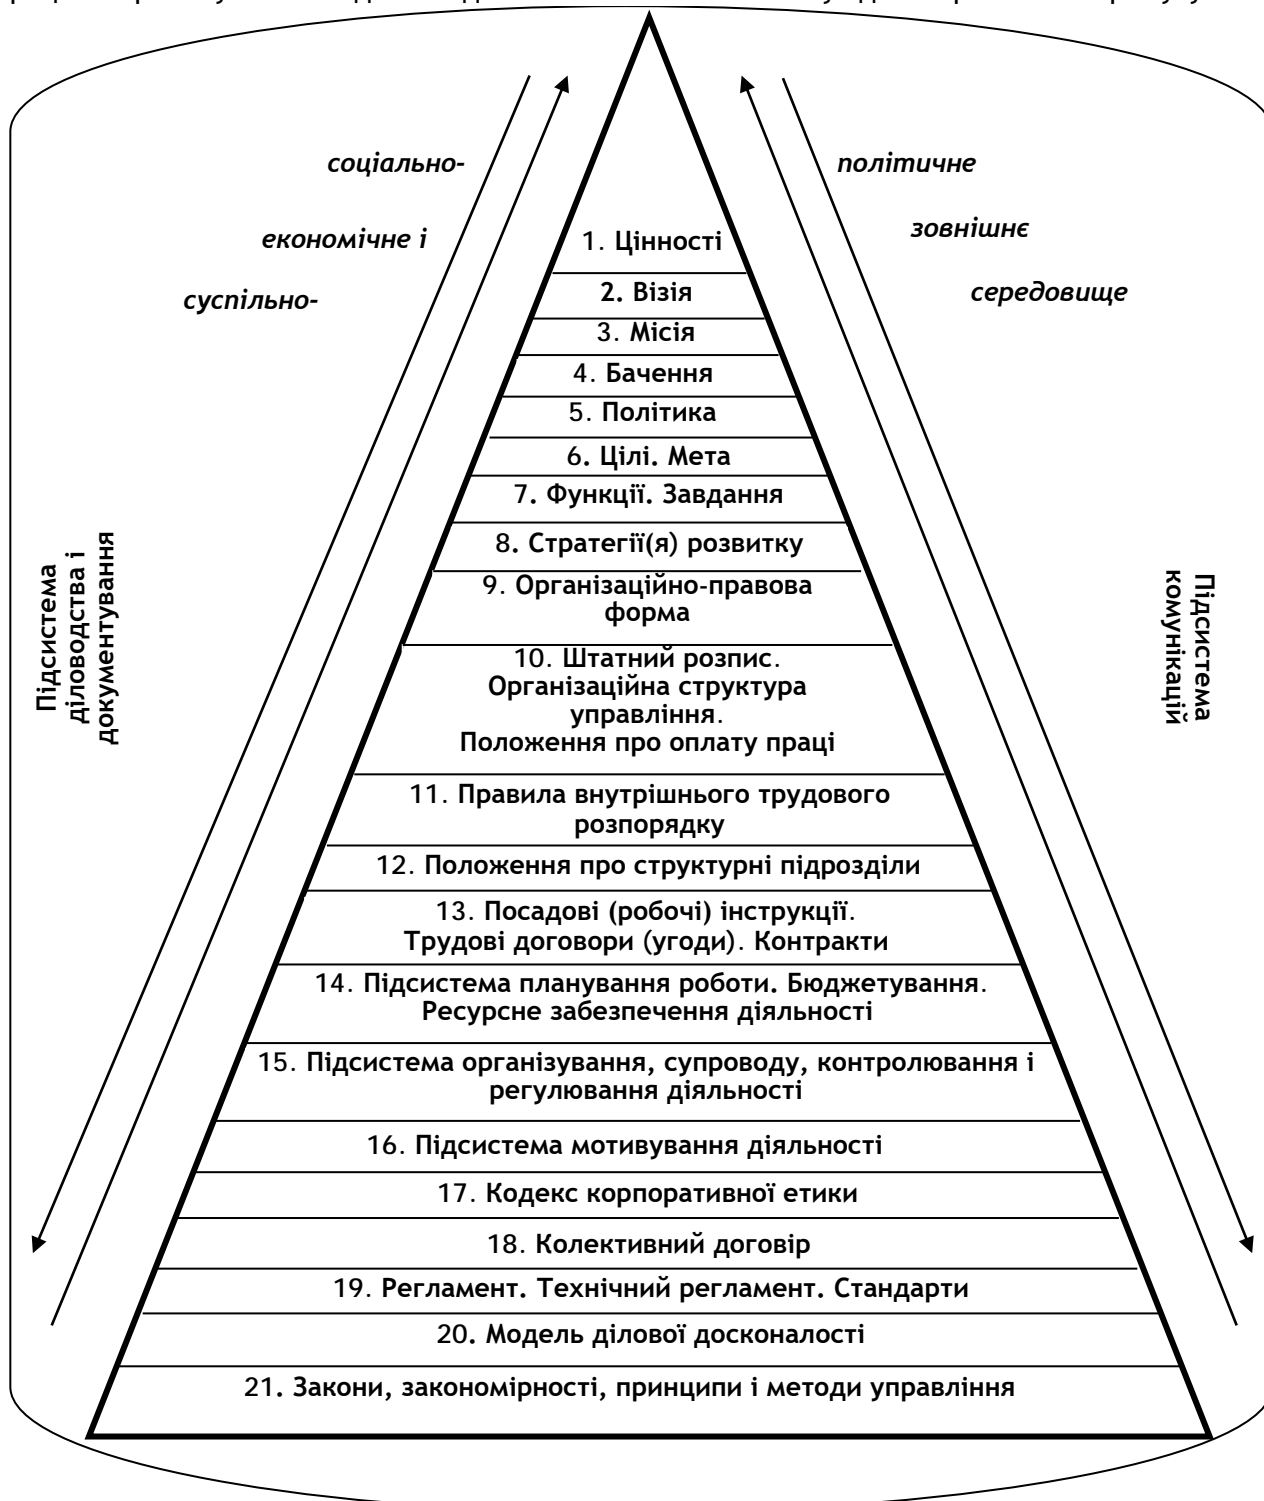 соціально-
політичне
економічне і
зовнішнє
суспільно-
середовище
1. Цінності
2. Візія
3. Місія
4. Бачення
5. Політика
6. Цілі. Мета
7. Функції. Завдання
8. Стратегії(я) розвитку
9. Організаційно-правова
форма
10. Штатний розпис.
Організаційна структура
управління.
Положення про оплату праці
11. Правила внутрішнього трудового
розпорядку
12. Положення про структурні підрозділи
13. Посадові (робочі) інструкції.
Трудові договори (угоди). Контракти
14. Підсистема планування роботи. Бюджетування.
Ресурсне забезпечення діяльності
15. Підсистема організування, супроводу, контролювання і
регулювання діяльності
16. Підсистема мотивування діяльності
17. Кодекс корпоративної етики
18. Колективний договір
19. Регламент. Технічний регламент. Стандарти
20. Модель ділової досконалості
21. Закони, закономірності, принципи і методи управління
Підсистема
діловодства і
документування
Підсистема
комунікацій